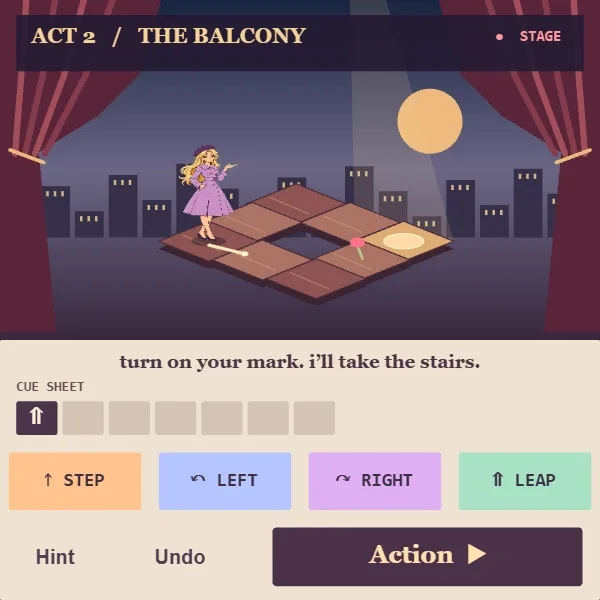 ACT 2 / THE BALCONY
● STAGE
turn on your mark. i’ll take the stairs.
CUE SHEET
⇑
↑ STEP
↶ LEFT
↷ RIGHT
⇑ LEAP
Hint
Undo
Action ▶